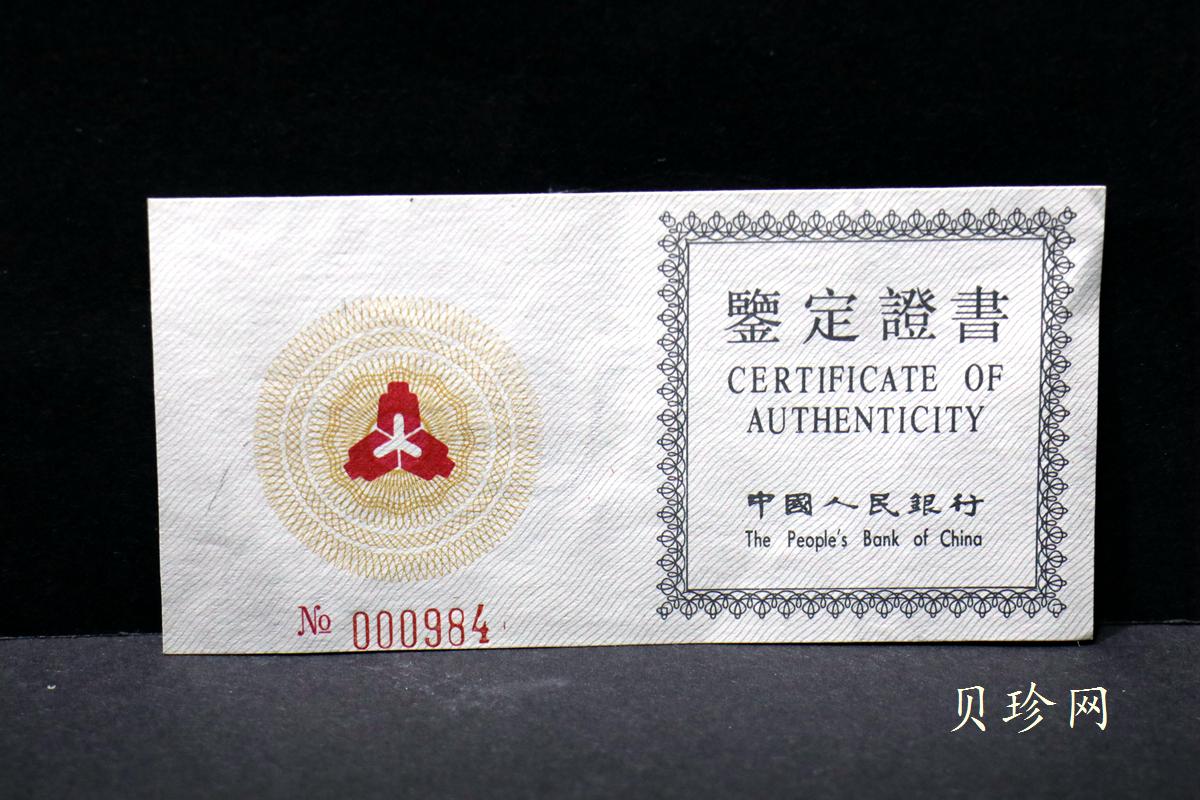 № 000984
鑒定證書
CERTIFICATE OF
AUTHENTICITY
中國人民銀行
The People's Bank of China
贝珍网